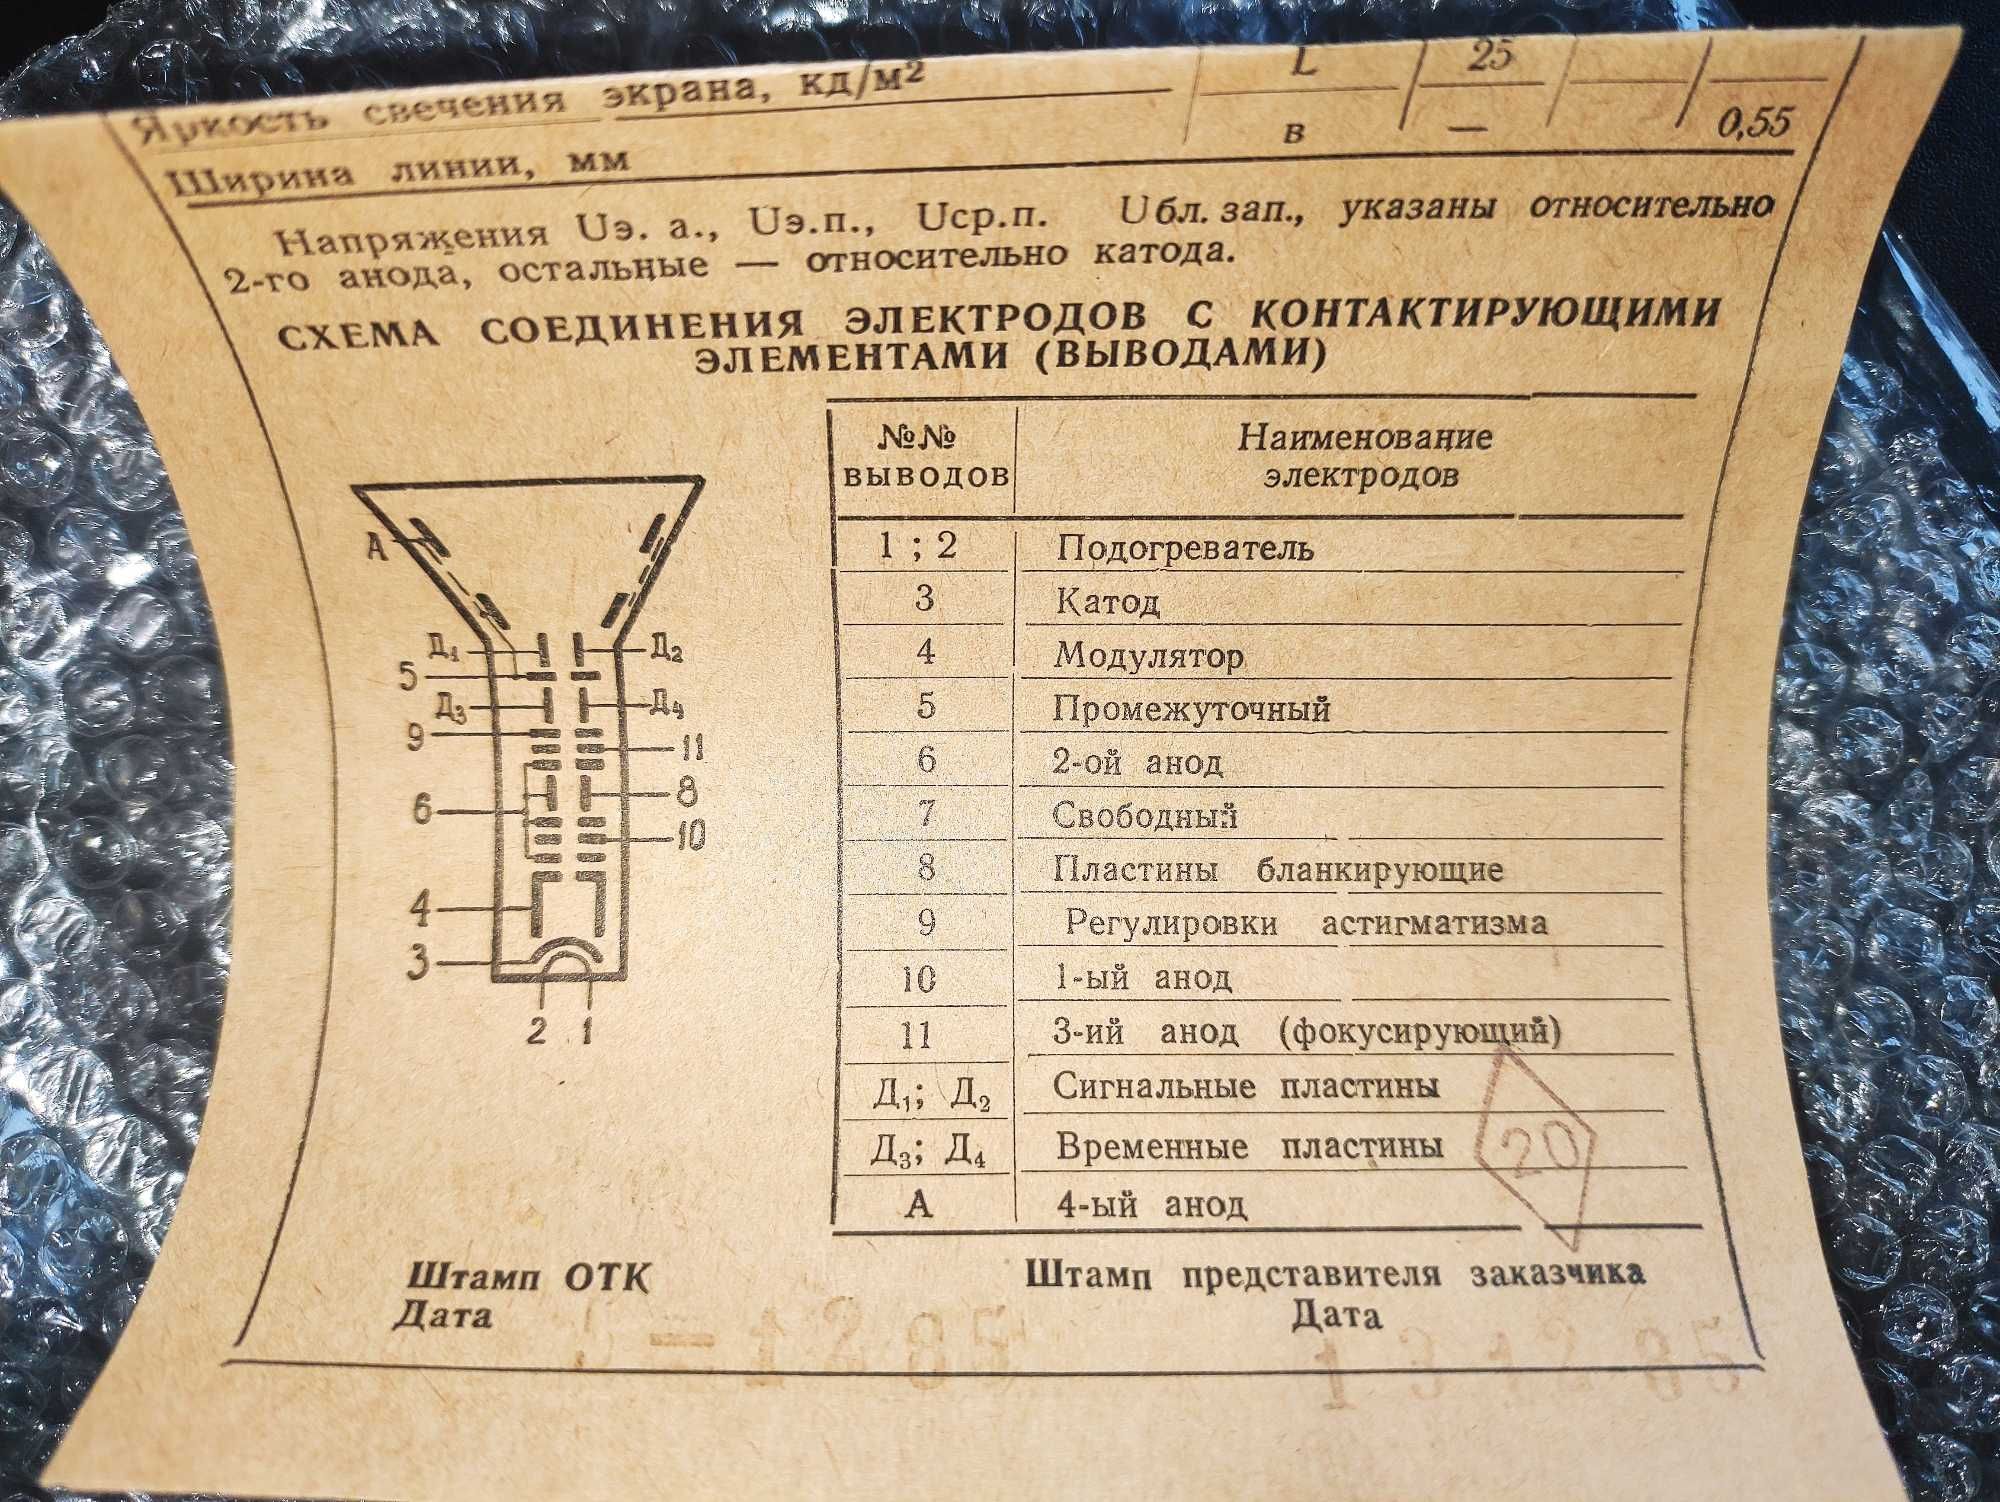 Яркость свечения экрана, кд/м² L 25
Ширина линии, мм в — 0,55
Напряжения Uэ. а., Uэ.п., Uср.п. Uбл. зап., указаны относительно
2-го анода, остальные — относительно катода.
СХЕМА СОЕДИНЕНИЯ ЭЛЕКТРОДОВ С КОНТАКТИРУЮЩИМИ
ЭЛЕМЕНТАМИ (ВЫВОДАМИ)
А
Д₁ Д₂
5
Д₃ Д₄
9 11
6 8
10
4
3
2 1
№№ выводов Наименование электродов
1 ; 2 Подогреватель
3 Катод
4 Модулятор
5 Промежуточный
6 2-ой анод
7 Свободный
8 Пластины бланкирующие
9 Регулировки астигматизма
10 1-ый анод
11 3-ий анод (фокусирующий)
Д₁; Д₂ Сигнальные пластины
Д₃; Д₄ Временные пластины
А 4-ый анод
20
Штамп ОТК Штамп представителя заказчика
Дата Дата